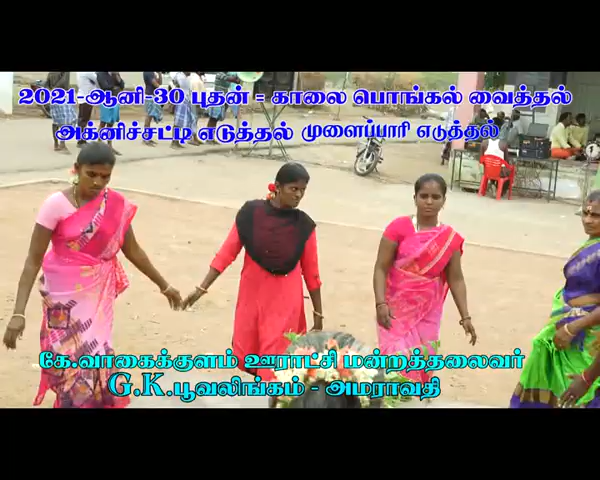 2021-ஆனி-30 புதன் = காலை பொங்கல் வைத்தல்
அக்னிச்சட்டி எடுத்தல் முளைப்பாரி எடுத்தல்
கே.வாகைக்குளம் ஊராட்சி மன்றத்தலைவர்
G.K.பூவலிங்கம் - அமராவதி